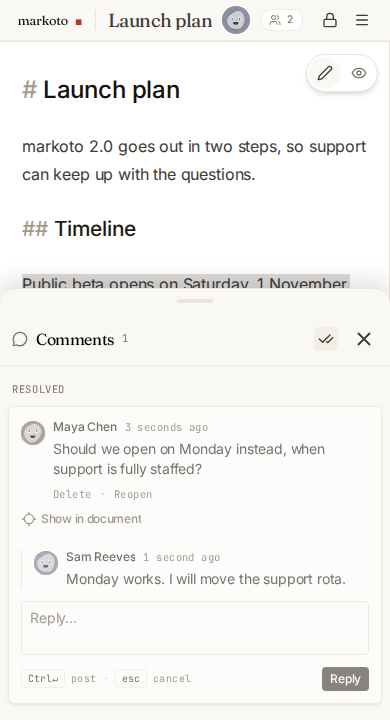 markoto
Launch plan
2
# Launch plan
markoto 2.0 goes out in two steps, so support
can keep up with the questions.
## Timeline
Public beta opens on Saturday, 1 November
Comments 1
RESOLVED
Maya Chen 3 seconds ago
Should we open on Monday instead, when
support is fully staffed?
Delete · Reopen
Show in document
Sam Reeves 1 second ago
Monday works. I will move the support rota.
Reply…
Ctrl↵ post · esc cancel
Reply